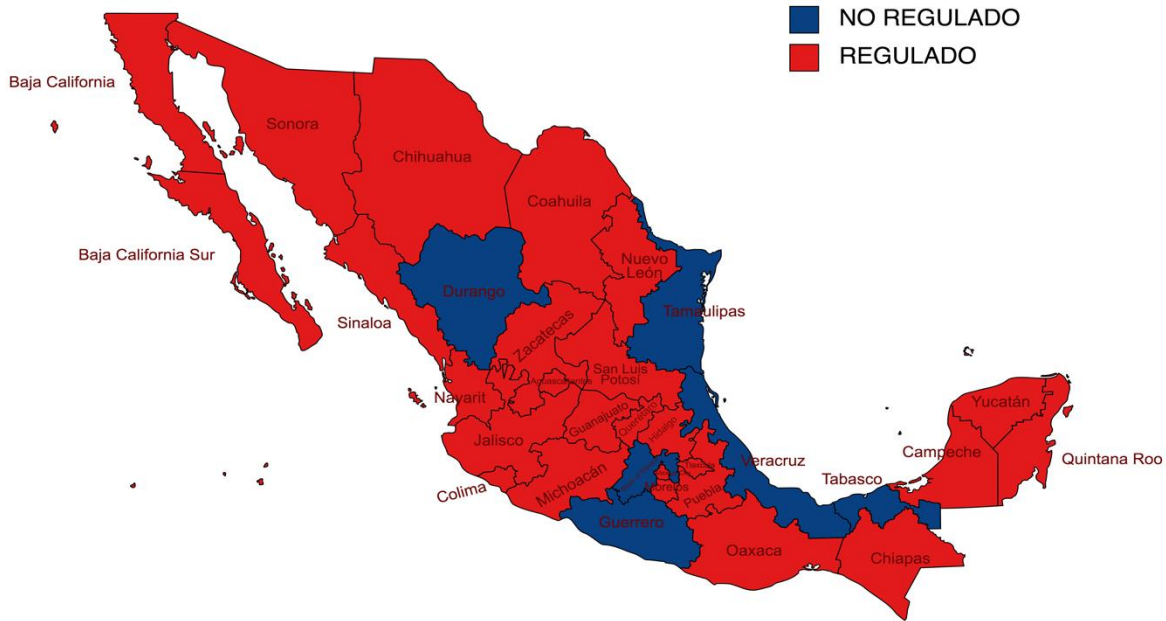 NO REGULADO
REGULADO
Baja California
Sonora
Chihuahua
Coahuila
Baja California Sur
Nuevo
León
Durango
Tamaulipas
Sinaloa
Zacatecas
San Luis
Potosí
Aguascalientes
Nayarit
Yucatán
Guanajuato
Querétaro
Hidalgo
Jalisco
Campeche
Quintana Roo
Veracruz
Tlaxcala
Tabasco
Colima
Michoacán
Morelos
Puebla
Guerrero
Oaxaca
Chiapas